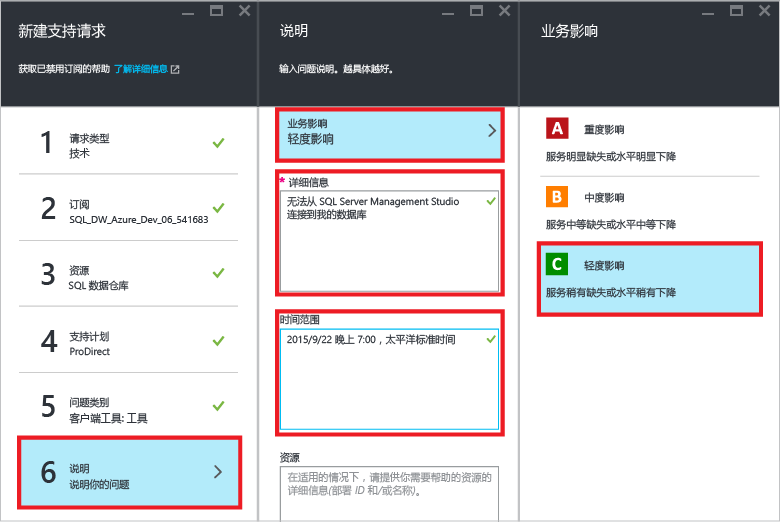 新建支持请求
获取已禁用订阅的帮助 了解详细信息
1 请求类型
技术
2 订阅
SQL_DW_Azure_Dev_06_541683
3 资源
SQL 数据仓库
4 支持计划
ProDirect
5 问题类别
客户端工具: 工具
6 说明
说明你的问题
说明
输入问题说明。越具体越好。
业务影响
轻度影响
* 详细信息
无法从 SQL Server Management Studio
连接到我的数据库
时间范围
2015/9/22 晚上 7:00，太平洋标准时间
资源
在适用的情况下，请提供你需要帮助的资源的
详细信息(部署 ID 和/或名称)。
业务影响
A 重度影响
服务明显缺失或水平明显下降
B 中度影响
服务中等缺失或水平中等下降
C 轻度影响
服务稍有缺失或水平稍有下降